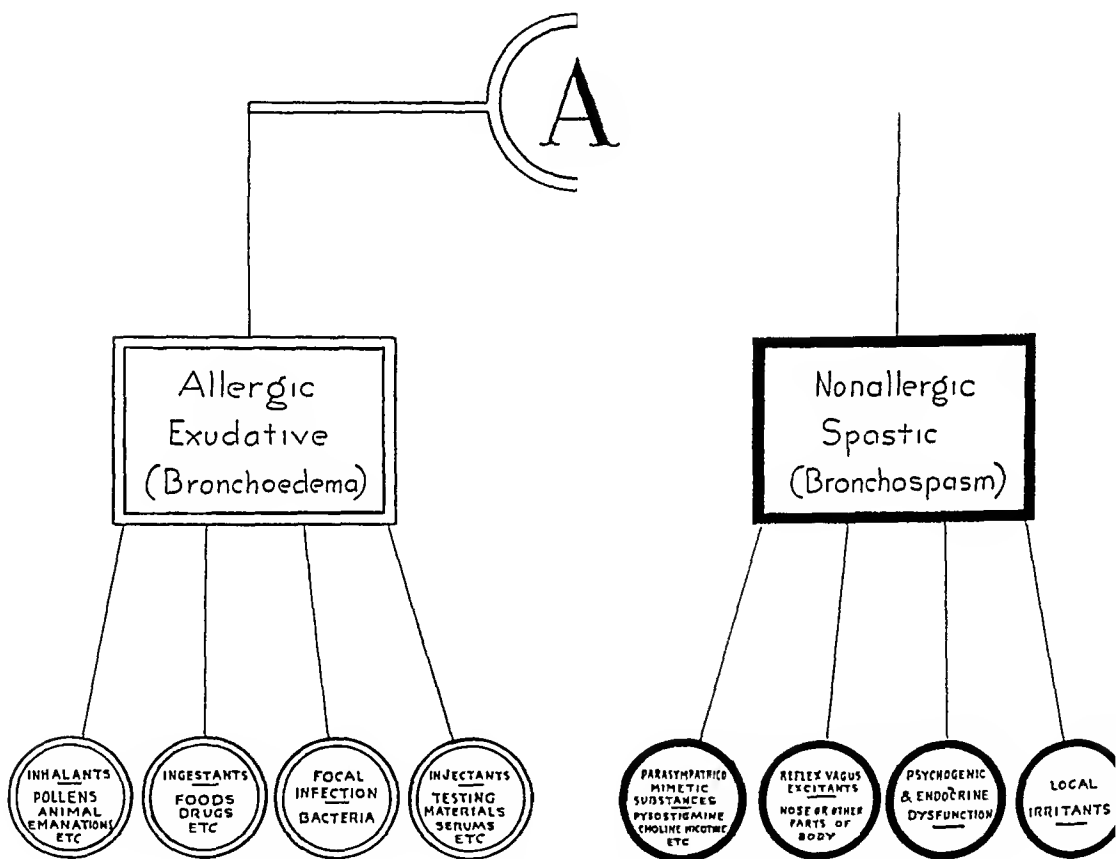 A
Allergic
Exudative
(Bronchoedema)
Nonallergic
Spastic
(Bronchospasm)
INHALANTS
POLLENS
ANIMAL
EMANATIONS
ETC
INGESTANTS
FOODS
DRUGS
ETC
FOCAL
INFECTION
BACTERIA
INJECTANTS
TESTING
MATERIALS
SERUMS
ETC
PARASYMPATHICO
MIMETIC
SUBSTANCES
PYROSTIGMINE
CHOLINE NICOTINE
ETC
REFLEX VAGUS
EXCITANTS
NOSE OR OTHER
PARTS OF
BODY
PSYCHOGENIC
& ENDOCRINE
DYSFUNCTION
LOCAL
IRRITANTS